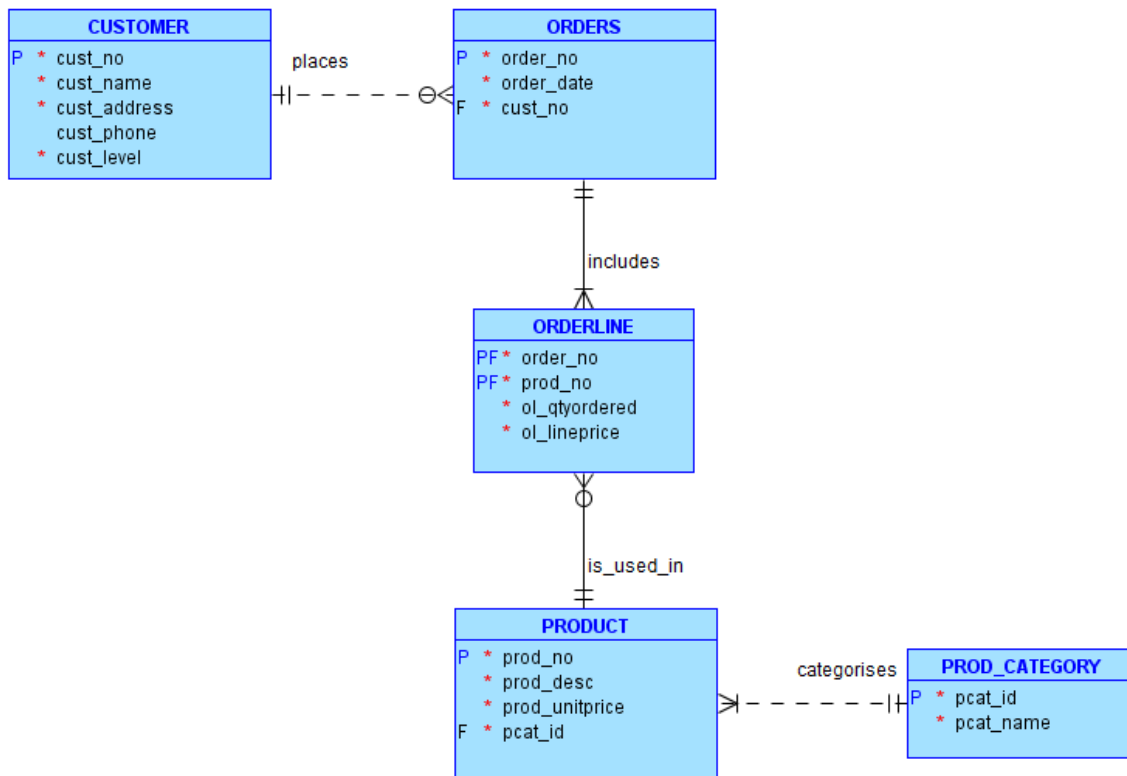 CUSTOMER
P * cust_no
* cust_name
* cust_address
cust_phone
* cust_level
places
ORDERS
P * order_no
* order_date
F * cust_no
includes
ORDERLINE
PF * order_no
PF * prod_no
* ol_qtyordered
* ol_lineprice
is_used_in
PRODUCT
P * prod_no
* prod_desc
* prod_unitprice
F * pcat_id
categorises
PROD_CATEGORY
P * pcat_id
* pcat_name